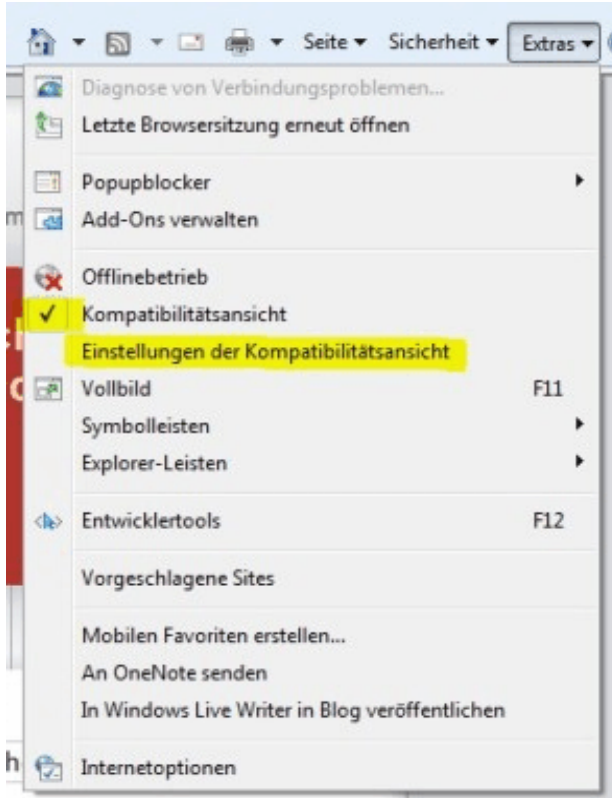 Seite Sicherheit Extras
Diagnose von Verbindungsproblemen...
Letzte Browsersitzung erneut öffnen
Popupblocker
Add-Ons verwalten
Offlinebetrieb
Kompatibilitätsansicht
Einstellungen der Kompatibilitätsansicht
Vollbild F11
Symbolleisten
Explorer-Leisten
Entwicklertools F12
Vorgeschlagene Sites
Mobilen Favoriten erstellen...
An OneNote senden
In Windows Live Writer in Blog veröffentlichen
Internetoptionen